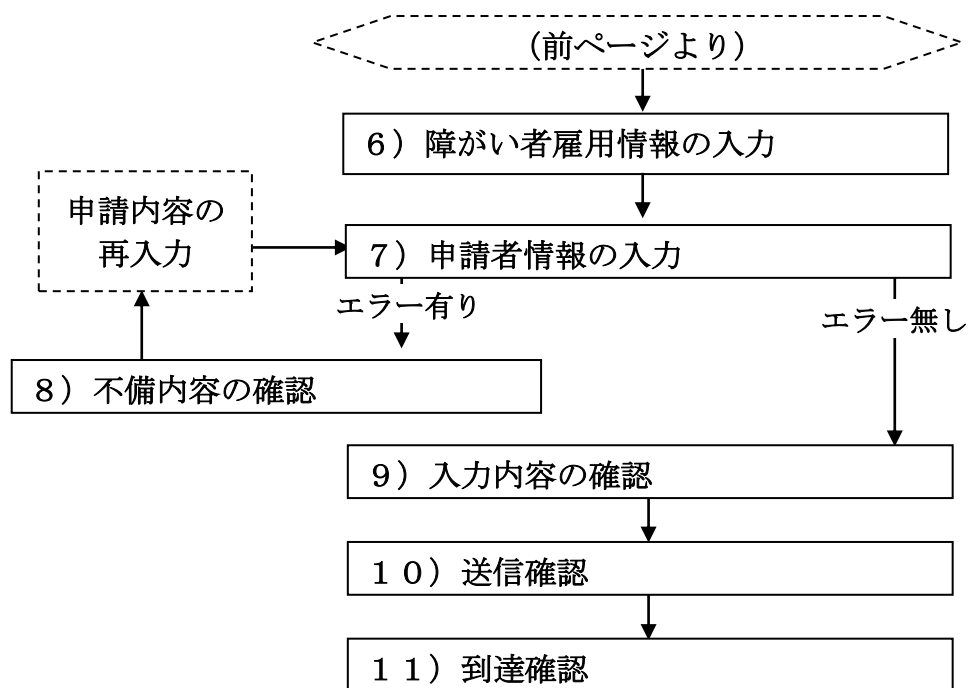 （前ページより）
６）障がい者雇用情報の入力
申請内容の
再入力
７）申請者情報の入力
エラー有り
エラー無し
８）不備内容の確認
９）入力内容の確認
１０）送信確認
１１）到達確認